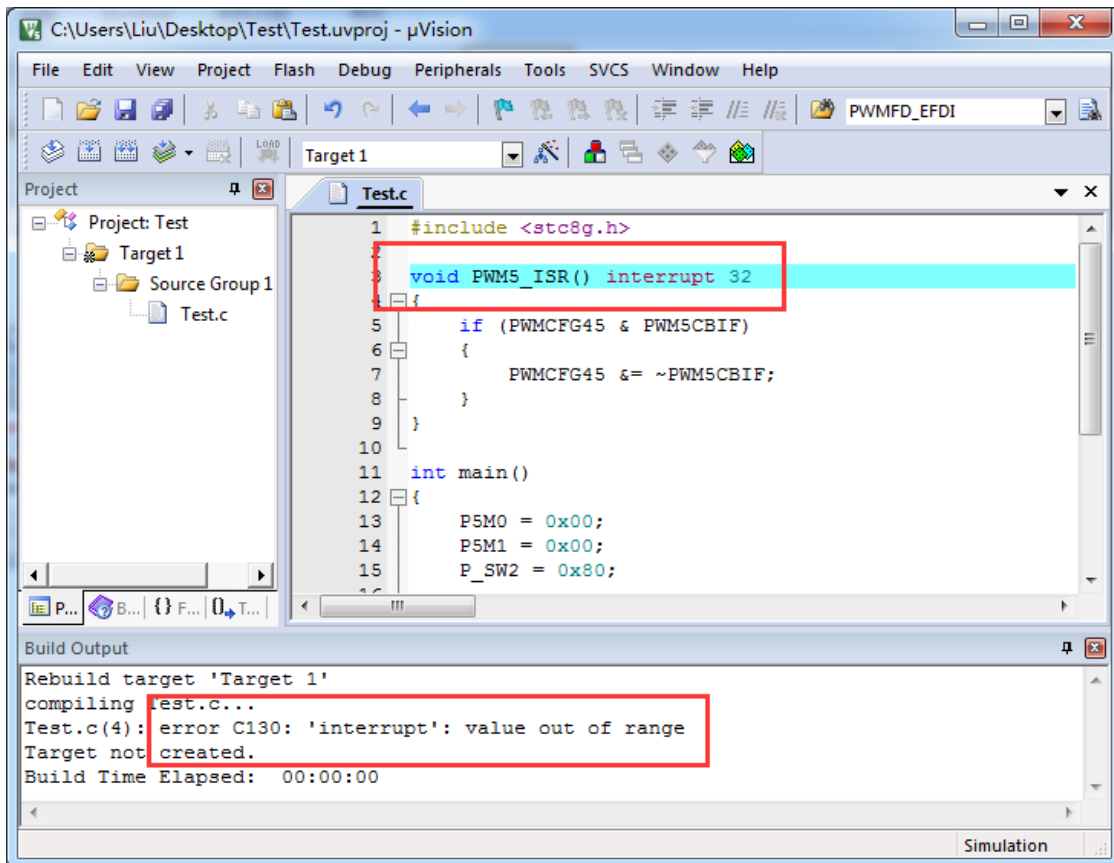 C:\Users\Liu\Desktop\Test\Test.uvproj - µVision
File Edit View Project Flash Debug Peripherals Tools SVCS Window Help
PWMFD_EFDI
LOAD Target 1
Project
Test.c
Project: Test
Target 1
Source Group 1
Test.c
1 #include <stc8g.h>
2
3 void PWM5_ISR() interrupt 32
4 {
5 if (PWMCFG45 & PWM5CBIF)
6 {
7 PWMCFG45 &= ~PWM5CBIF;
8 }
9 }
10
11 int main()
12 {
13 P5M0 = 0x00;
14 P5M1 = 0x00;
15 P_SW2 = 0x80;
P... B... {} F... 0 T...
Build Output
Rebuild target 'Target 1'
compiling Test.c...
Test.c(4): error C130: 'interrupt': value out of range
Target not created.
Build Time Elapsed: 00:00:00
Simulation